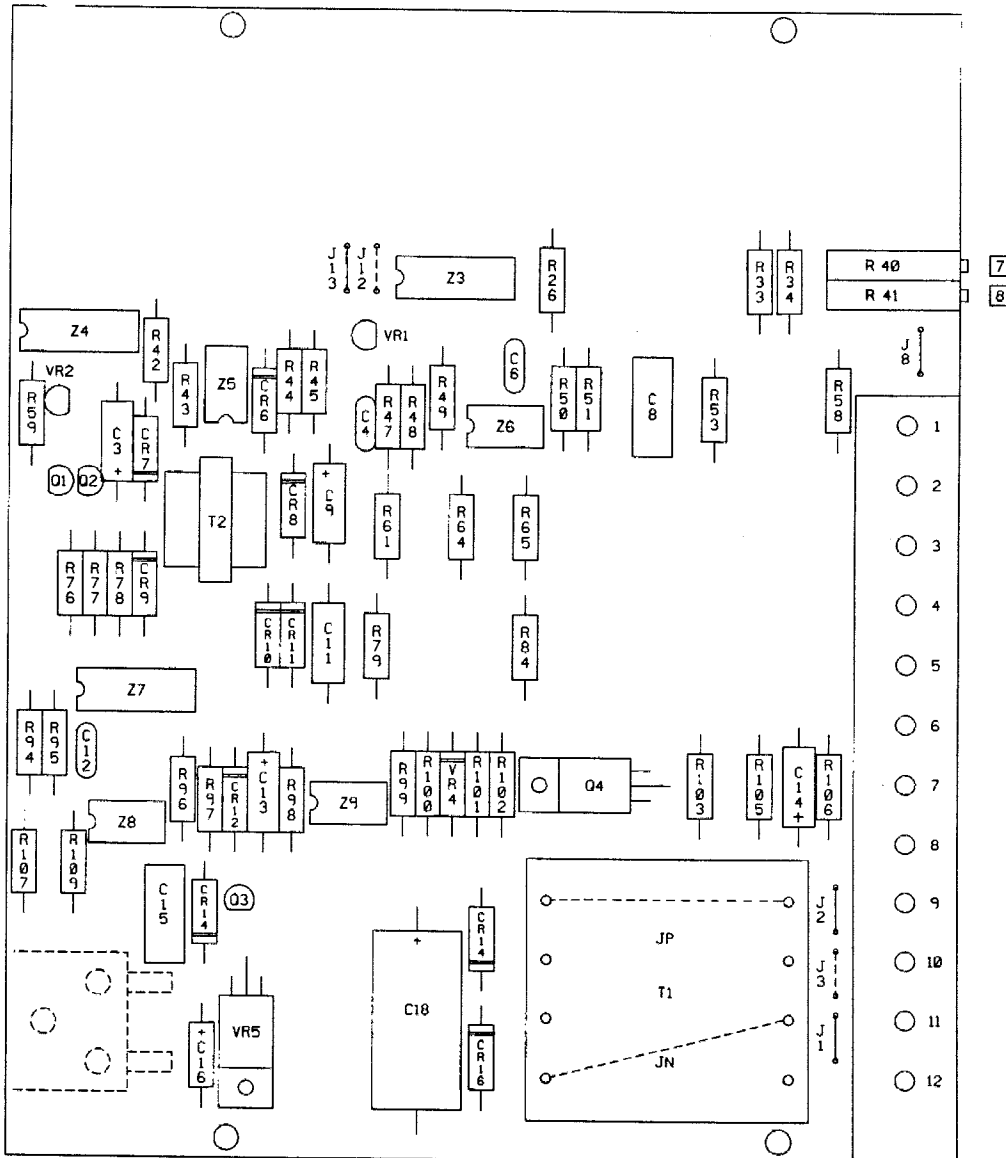 J13
J12
Z3
R26
R33
R34
R 40
7
R 41
8
Z4
R42
VR1
J8
VR2
R59
R43
Z5
CR6
R44
R45
C4
R47
R48
R49
C6
Z6
R50
R51
C8
R53
R58
1
C3
+
CR7
Q1
Q2
T2
CR8
+
C9
R61
R64
R65
2
3
R76
R77
R78
CR9
CR10
CR11
C11
R79
R84
4
5
Z7
R94
R95
C12
6
R96
R97
CR12
+
C13
R98
Z9
R99
R100
VR4
R101
R102
Q4
R103
R105
C14
+
R106
7
Z8
R107
R109
8
C15
CR14
Q3
CR14
JP
J2
9
+
C18
T1
J3
10
+
C16
VR5
CR16
JN
J1
11
12